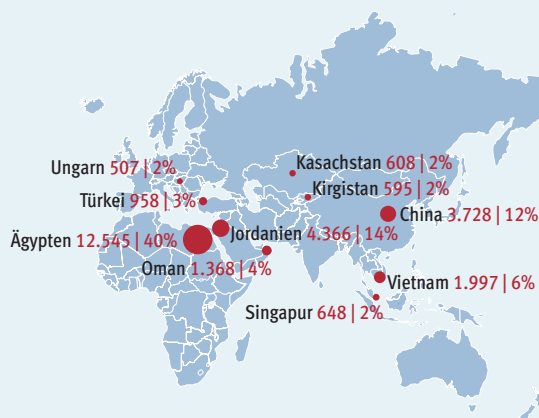 Kasachstan 608 | 2%
Ungarn 507 | 2%
Kirgistan 595 | 2%
Türkei 958 | 3%
China 3.728 | 12%
Jordanien 4.366 | 14%
Ägypten 12.545 | 40%
Oman 1.368 | 4%
Vietnam 1.997 | 6%
Singapur 648 | 2%